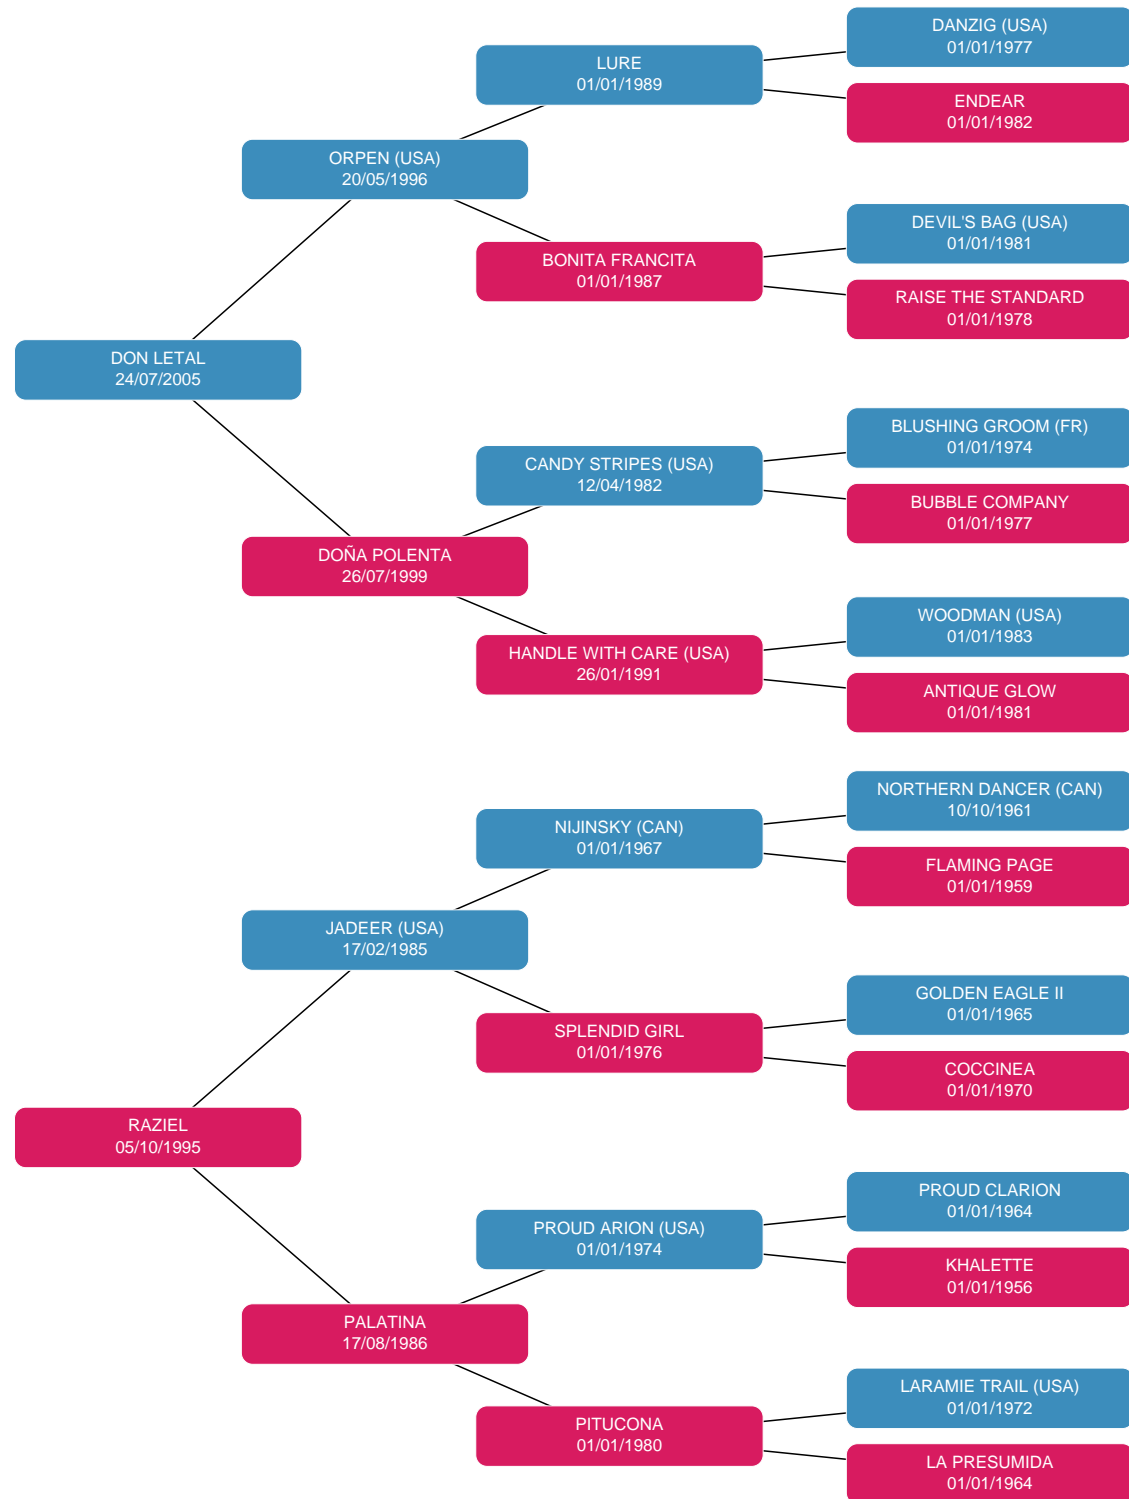 DANZIG (USA)
01/01/1977
LURE
01/01/1989
ENDEAR
01/01/1982
ORPEN (USA)
20/05/1996
DEVIL'S BAG (USA)
01/01/1981
BONITA FRANCITA
01/01/1987
RAISE THE STANDARD
01/01/1978
DON LETAL
24/07/2005
BLUSHING GROOM (FR)
01/01/1974
CANDY STRIPES (USA)
12/04/1982
BUBBLE COMPANY
01/01/1977
DOÑA POLENTA
26/07/1999
WOODMAN (USA)
01/01/1983
HANDLE WITH CARE (USA)
26/01/1991
ANTIQUE GLOW
01/01/1981
NORTHERN DANCER (CAN)
10/10/1961
NIJINSKY (CAN)
01/01/1967
FLAMING PAGE
01/01/1959
JADEER (USA)
17/02/1985
GOLDEN EAGLE II
01/01/1965
SPLENDID GIRL
01/01/1976
COCCINEA
01/01/1970
RAZIEL
05/10/1995
PROUD CLARION
01/01/1964
PROUD ARION (USA)
01/01/1974
KHALETTE
01/01/1956
PALATINA
17/08/1986
LARAMIE TRAIL (USA)
01/01/1972
PITUCONA
01/01/1980
LA PRESUMIDA
01/01/1964